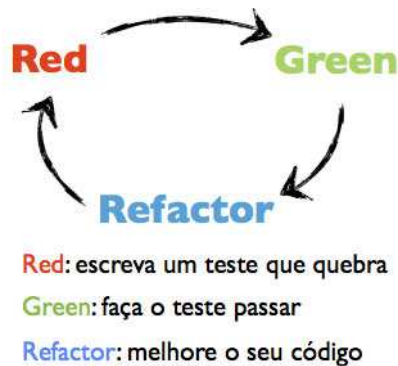 Red
Green
Refactor
Red: escreva um teste que quebra
Green: faça o teste passar
Refactor: melhore o seu código